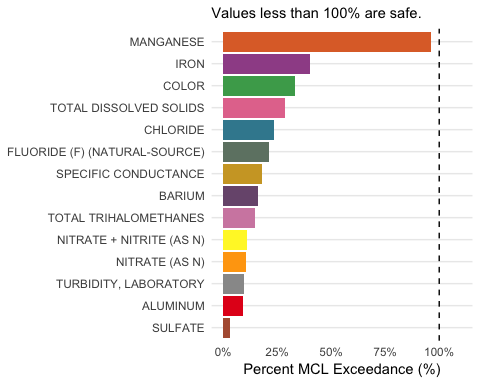 Values less than 100% are safe.
MANGANESE
IRON
COLOR
TOTAL DISSOLVED SOLIDS
CHLORIDE
FLUORIDE (F) (NATURAL-SOURCE)
SPECIFIC CONDUCTANCE
BARIUM
TOTAL TRIHALOMETHANES
NITRATE + NITRITE (AS N)
NITRATE (AS N)
TURBIDITY, LABORATORY
ALUMINUM
SULFATE
0% 25% 50% 75% 100%
Percent MCL Exceedance (%)